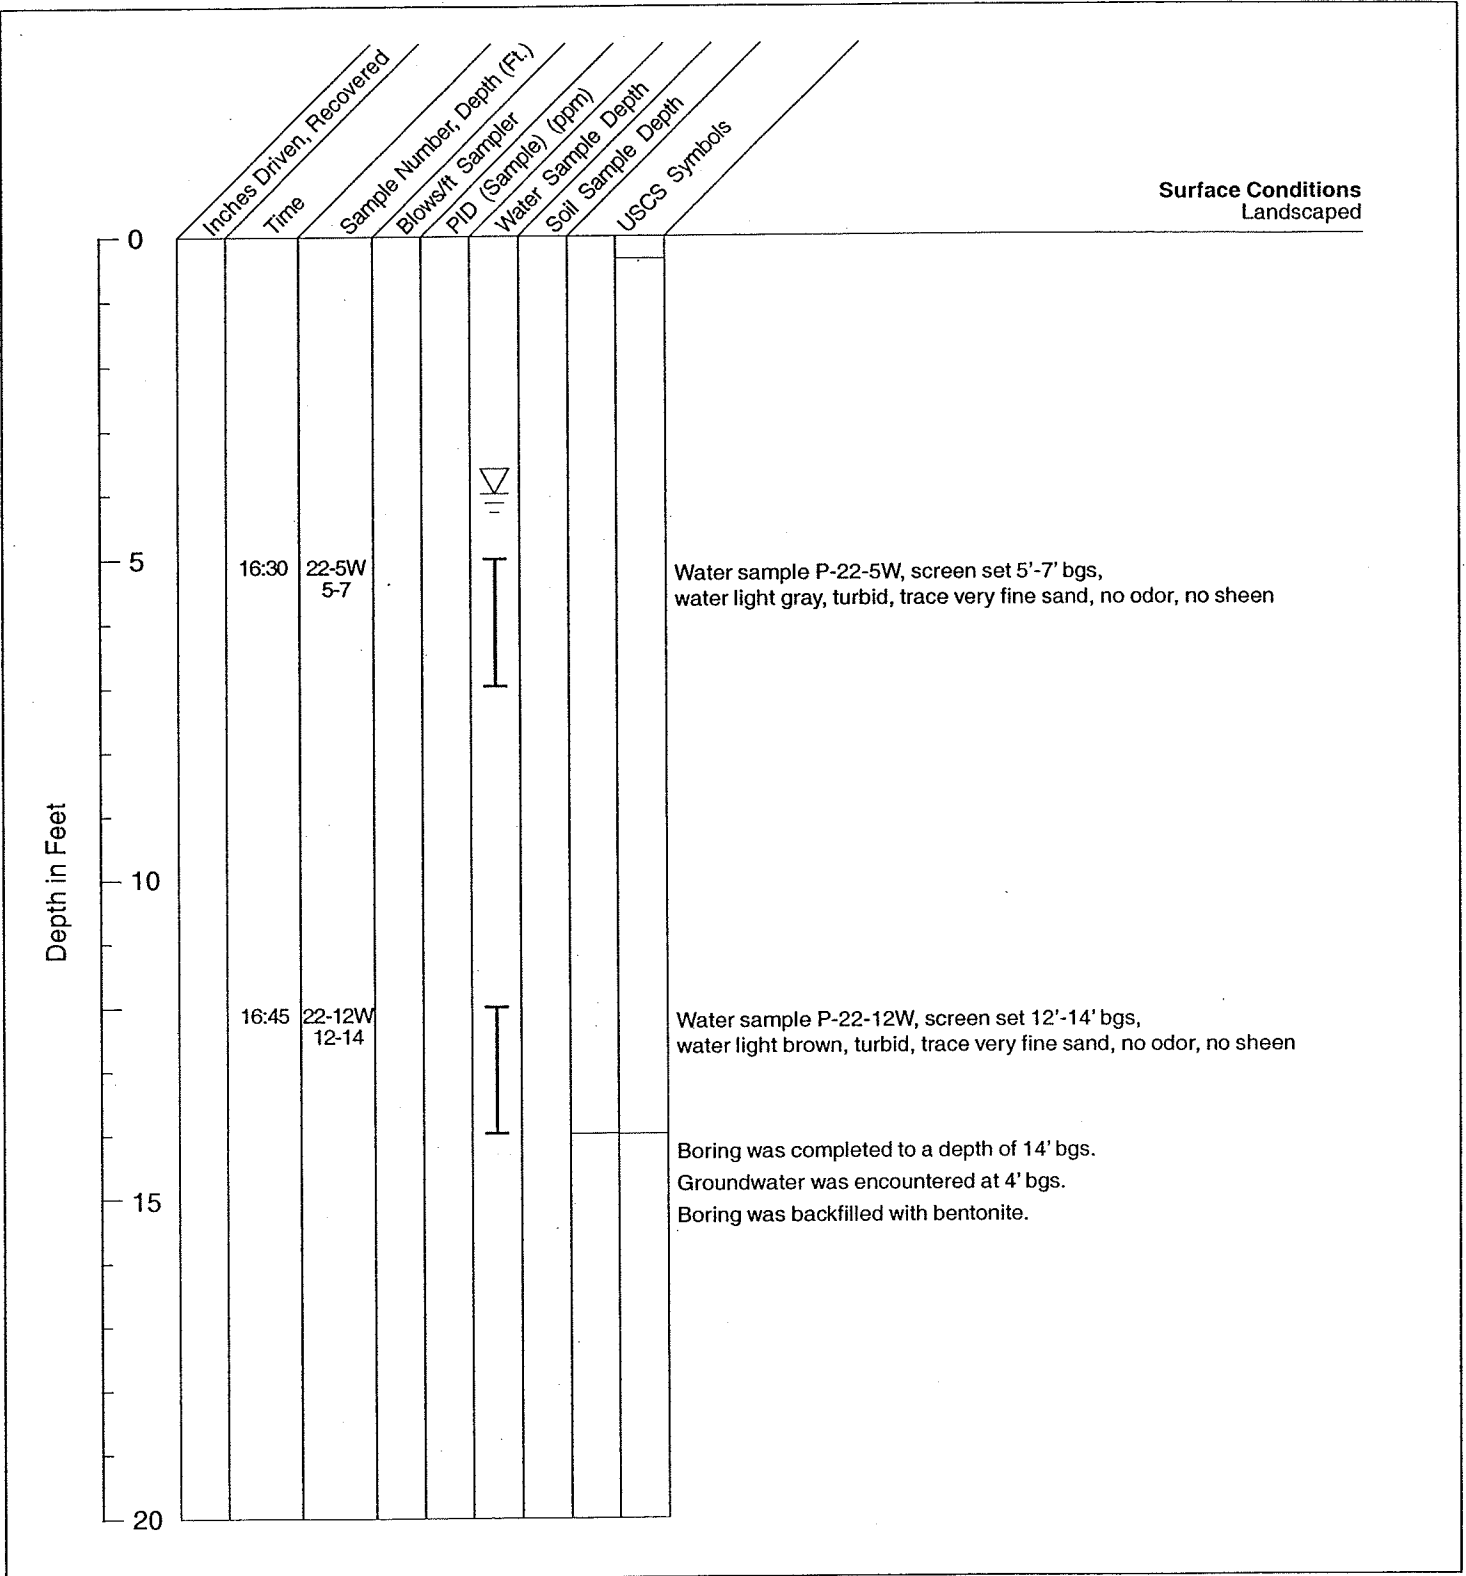 Inches Driven, Recovered
Time
Sample Number, Depth (Ft.)
Blows/ft Sampler
PID (Sample) (ppm)
Water Sample Depth
Soil Sample Depth
USCS Symbols
Surface Conditions
Landscaped
0
5
16:30
22-5W
5-7
Water sample P-22-5W, screen set 5'-7' bgs,
water light gray, turbid, trace very fine sand, no odor, no sheen
Depth in Feet
10
16:45
22-12W
12-14
Water sample P-22-12W, screen set 12'-14' bgs,
water light brown, turbid, trace very fine sand, no odor, no sheen
Boring was completed to a depth of 14' bgs.
15
Groundwater was encountered at 4' bgs.
Boring was backfilled with bentonite.
20